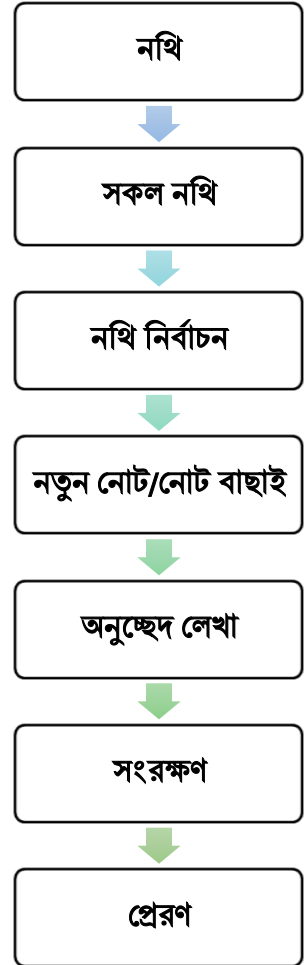 নথি
সকল নথি
নথি নির্বাচন
নতুন নোট/নোট বাছাই
অনুচ্ছেদ লেখা
সংরক্ষণ
প্রেরণ